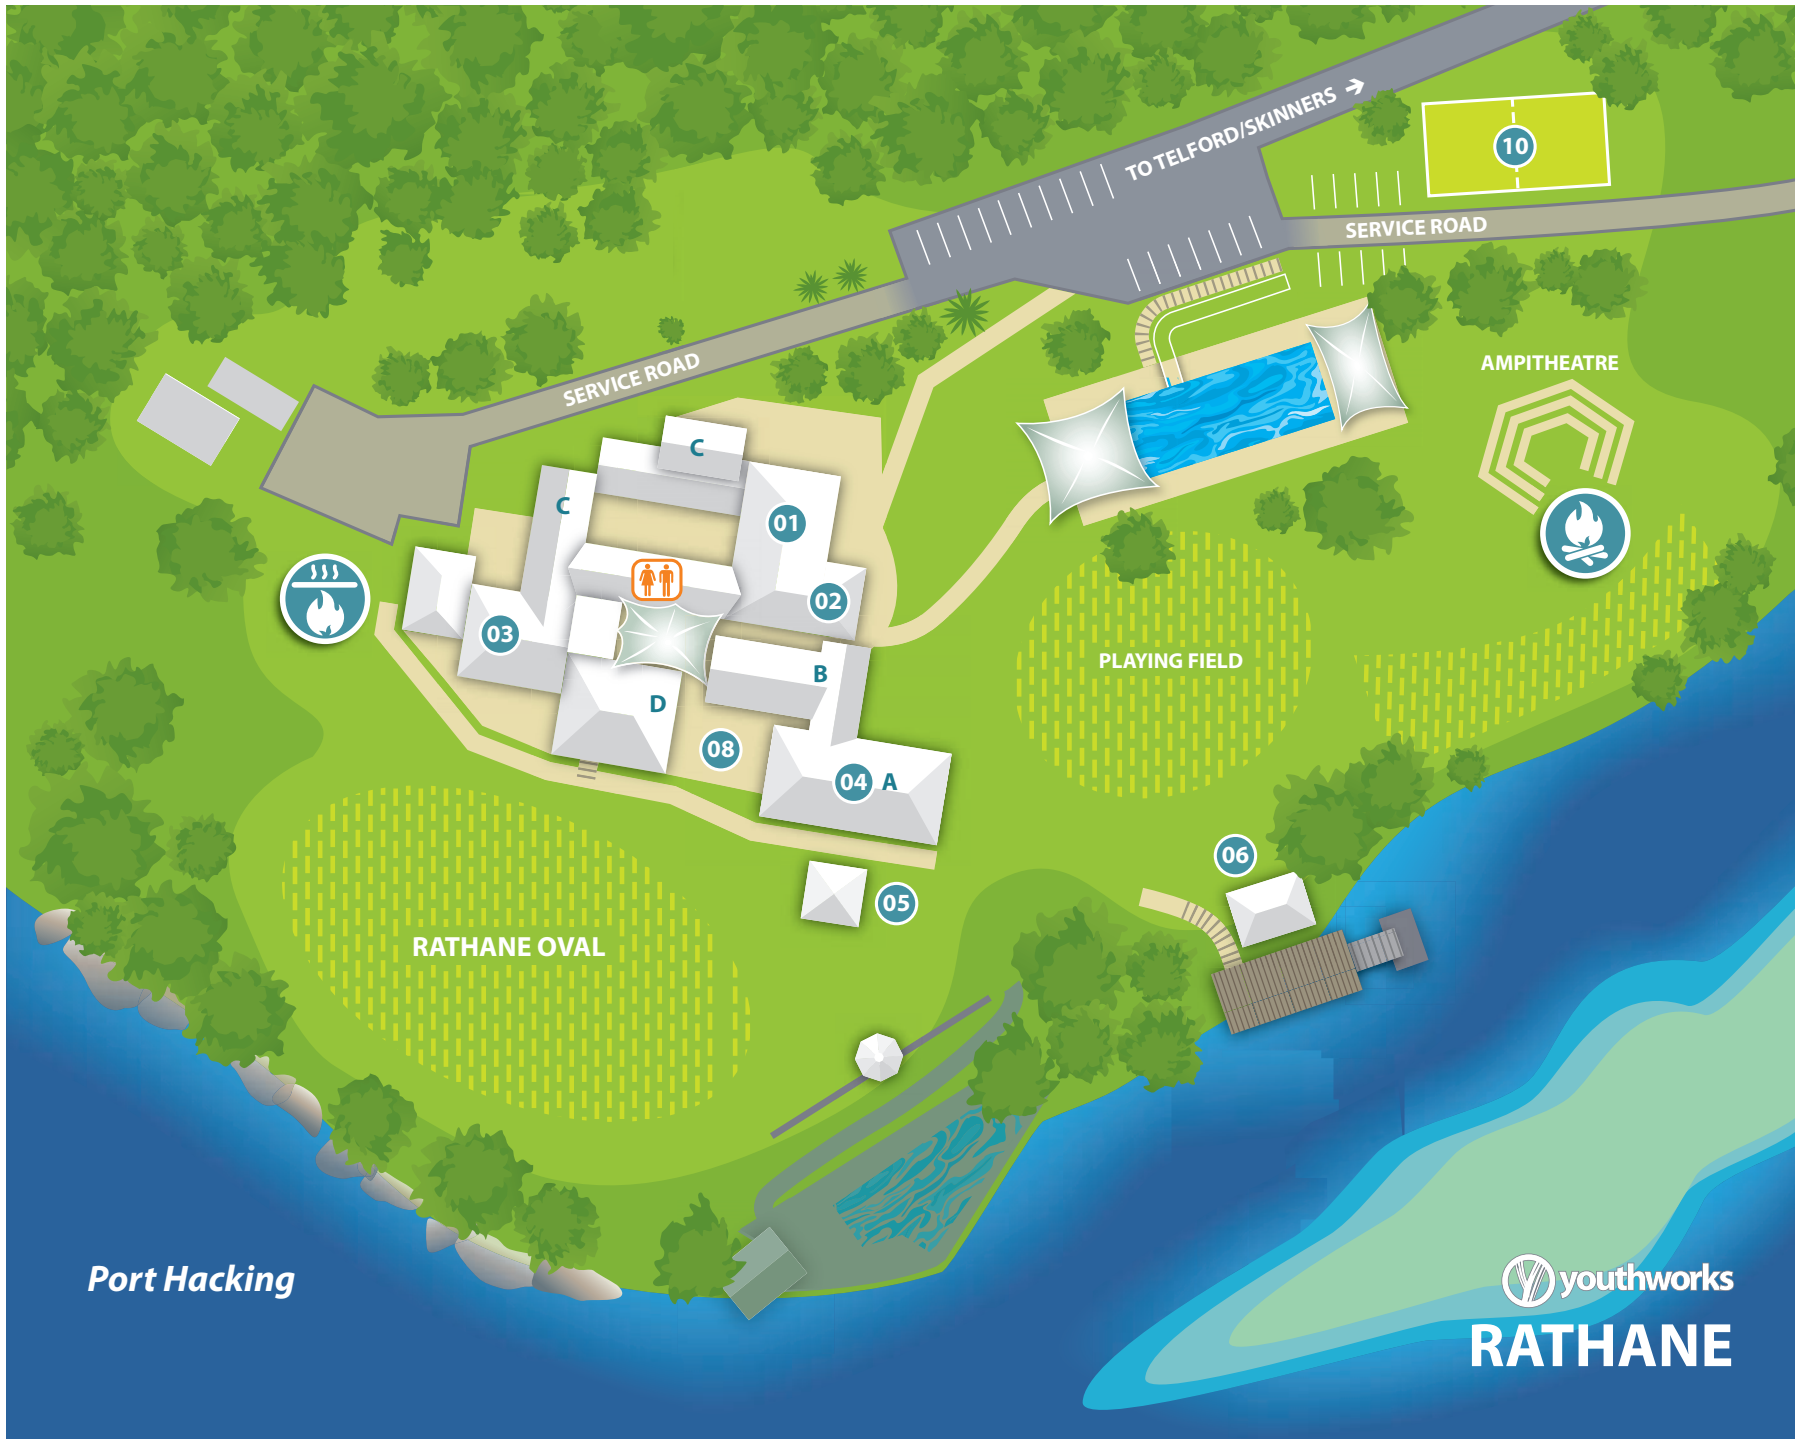 TO TELFORD/SKINNERS
10
SERVICE ROAD
AMPITHEATRE
SERVICE ROAD
C
C
01
02
03
B
PLAYING FIELD
D
08
04 A
06
05
RATHANE OVAL
Port Hacking
youthworks
RATHANE